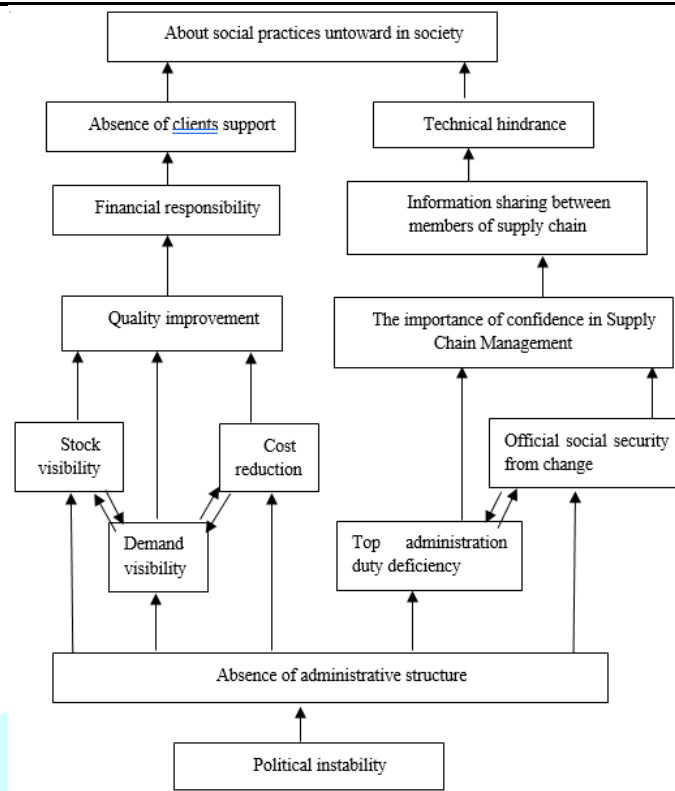 About social practices untoward in society
Absence of clients support
Technical hindrance
Financial responsibility
Information sharing between
members of supply chain
Quality improvement
The importance of confidence in Supply
Chain Management
Stock
visibility
Cost
reduction
Official social security
from change
Demand
visibility
Top administration
duty deficiency
Absence of administrative structure
Political instability